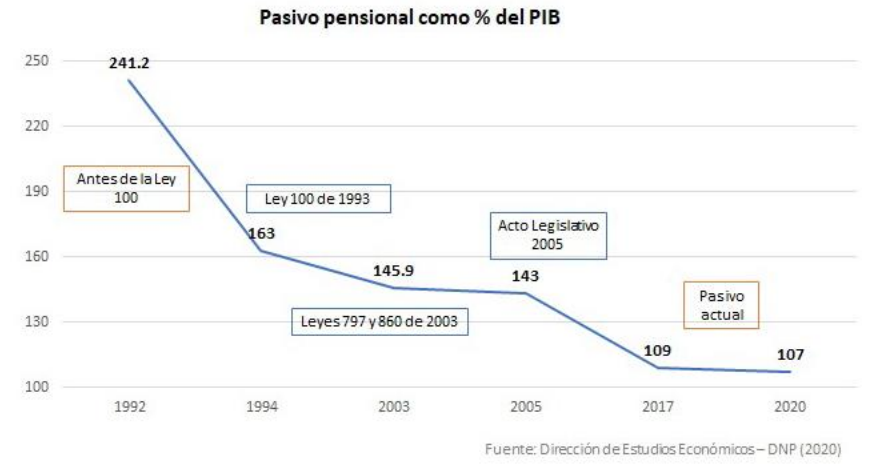 Pasivo pensional como % del PIB
250
241.2
220
190
Antes de la Ley
100
Ley 100 de 1993
163
160
Acto Legislativo
2005
145.9
143
Leyes 797 y 860 de 2003
130
Pasivo
actual
109
107
100
1992 1994 2003 2005 2017 2020
Fuente: Dirección de Estudios Económicos – DNP (2020)